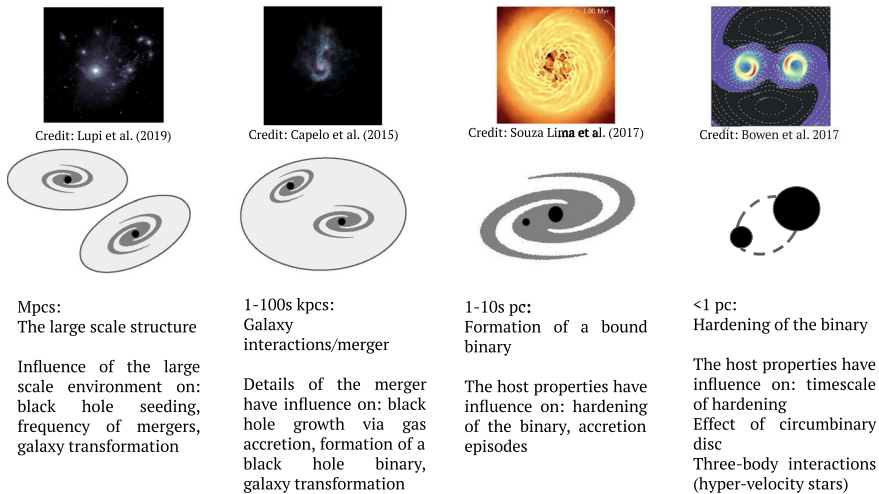 1.00 Myr
Credit: Lupi et al. (2019)
Credit: Capelo et al. (2015)
Credit: Souza Lima et al. (2017)
Credit: Bowen et al. 2017
Mpcs:
The large scale structure
Influence of the large
scale environment on:
black hole seeding,
frequency of mergers,
galaxy transformation
1-100s kpcs:
Galaxy
interactions/merger
Details of the merger
have influence on: black
hole growth via gas
accretion, formation of a
black hole binary,
galaxy transformation
1-10s pc:
Formation of a bound
binary
The host properties have
influence on: hardening
of the binary, accretion
episodes
<1 pc:
Hardening of the binary
The host properties have
influence on: timescale
of hardening
Effect of circumbinary
disc
Three-body interactions
(hyper-velocity stars)